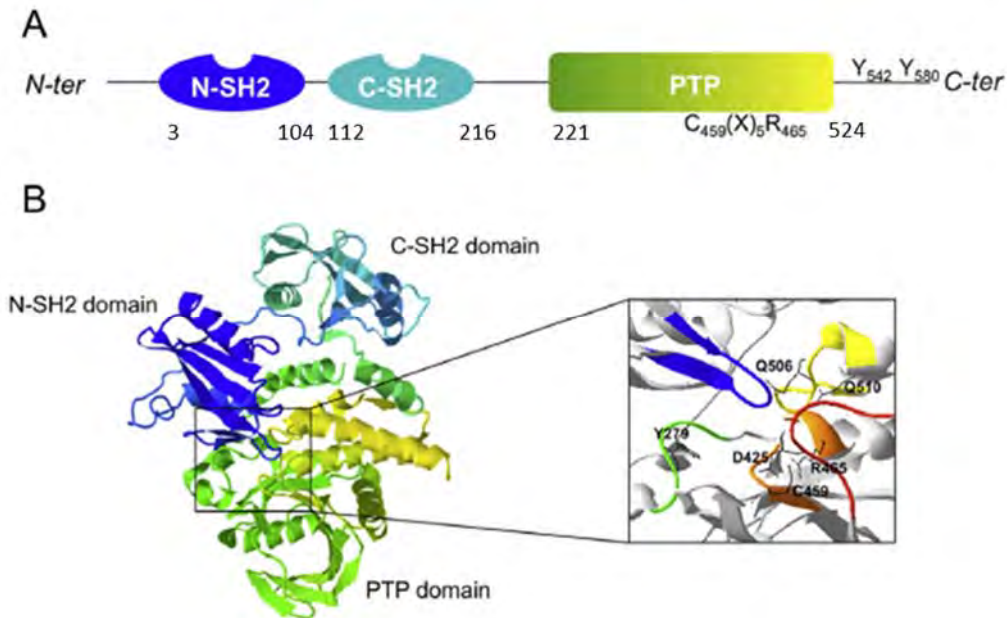 A
N-ter N-SH2 C-SH2 PTP Y542 Y580 C-ter
C459(X)5R465
3 104 112 216 221 524
B
C-SH2 domain
N-SH2 domain
Q506
Q510
Y279
D425
R465
C459
PTP domain